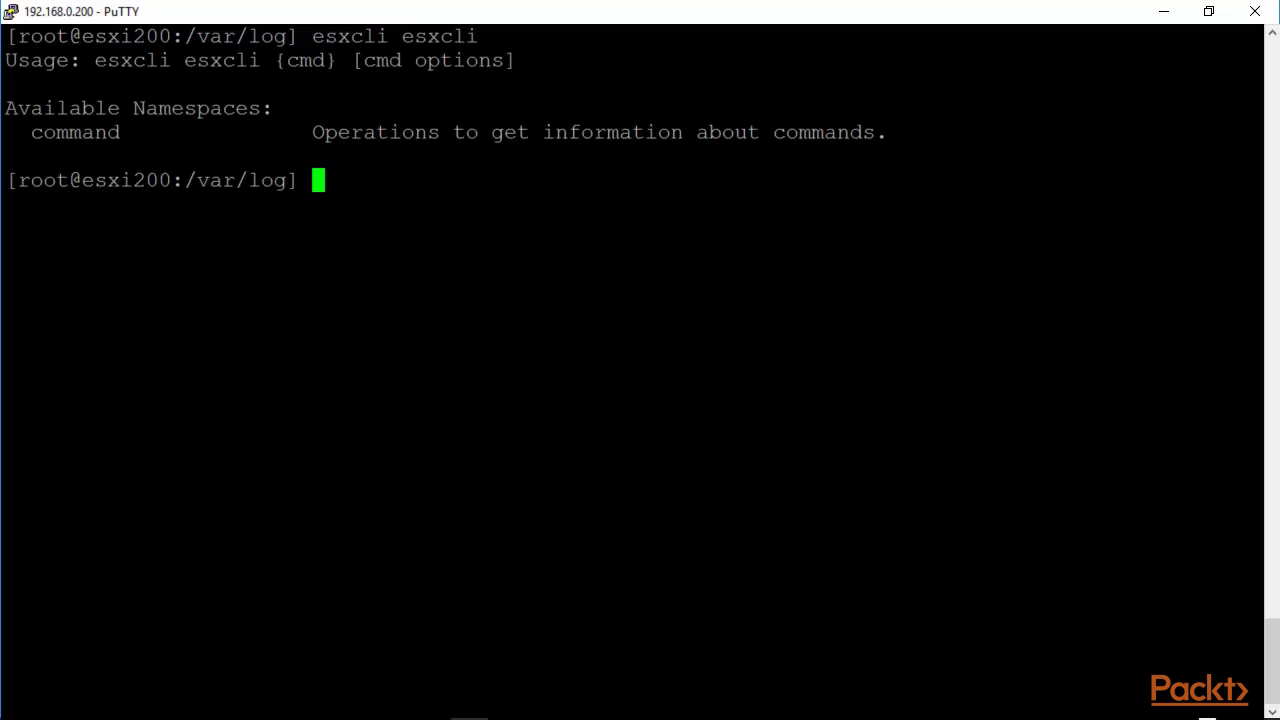 192.168.0.200 - PuTTY
[root@esxi200:/var/log] esxcli esxcli
Usage: esxcli esxcli {cmd} [cmd options]
Available Namespaces:
command Operations to get information about commands.
[root@esxi200:/var/log]
Packt>